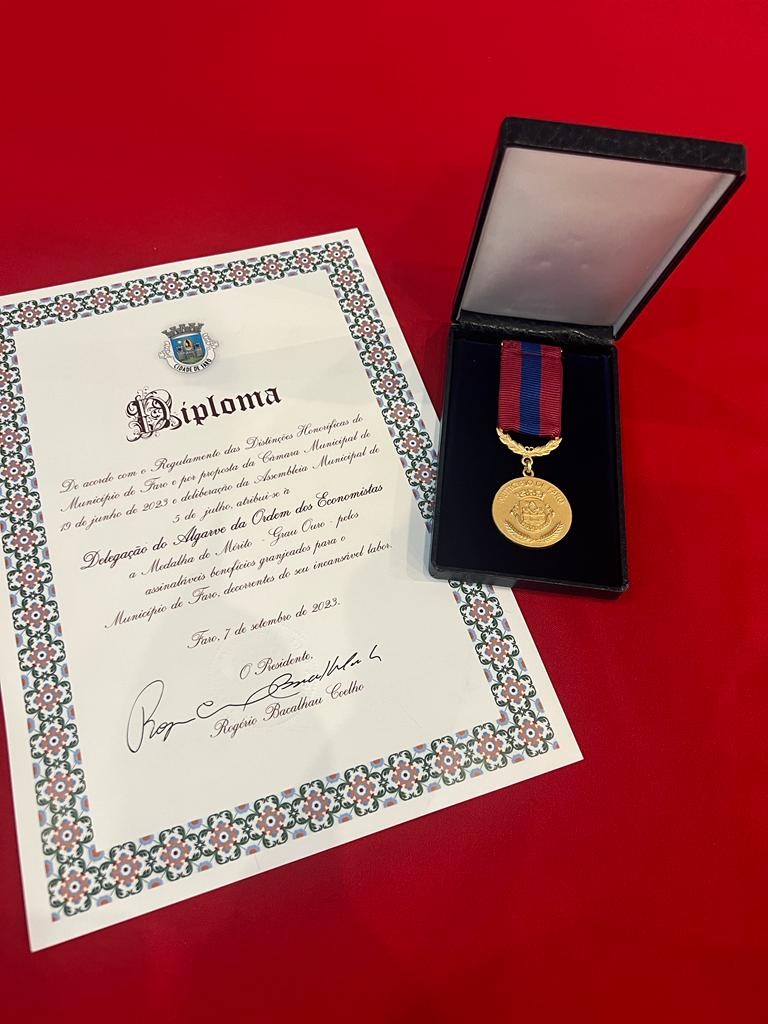 CIDADE DE FARO
Diploma
De acordo com o Regulamento das Distinções Honoríficas do
Município de Faro e por proposta da Câmara Municipal de
19 de junho de 2023 e deliberação da Assembleia Municipal de
5 de julho, atribui-se à
Delegação do Algarve da Ordem dos Economistas
a Medalha de Mérito - Grau Ouro - pelos
assinaláveis benefícios granjeados para o
Município de Faro, decorrentes do seu incansável labor.
Faro, 7 de setembro de 2023.
O Presidente,
Rogério Bacalhau Coelho
MUNICÍPIO DE FARO